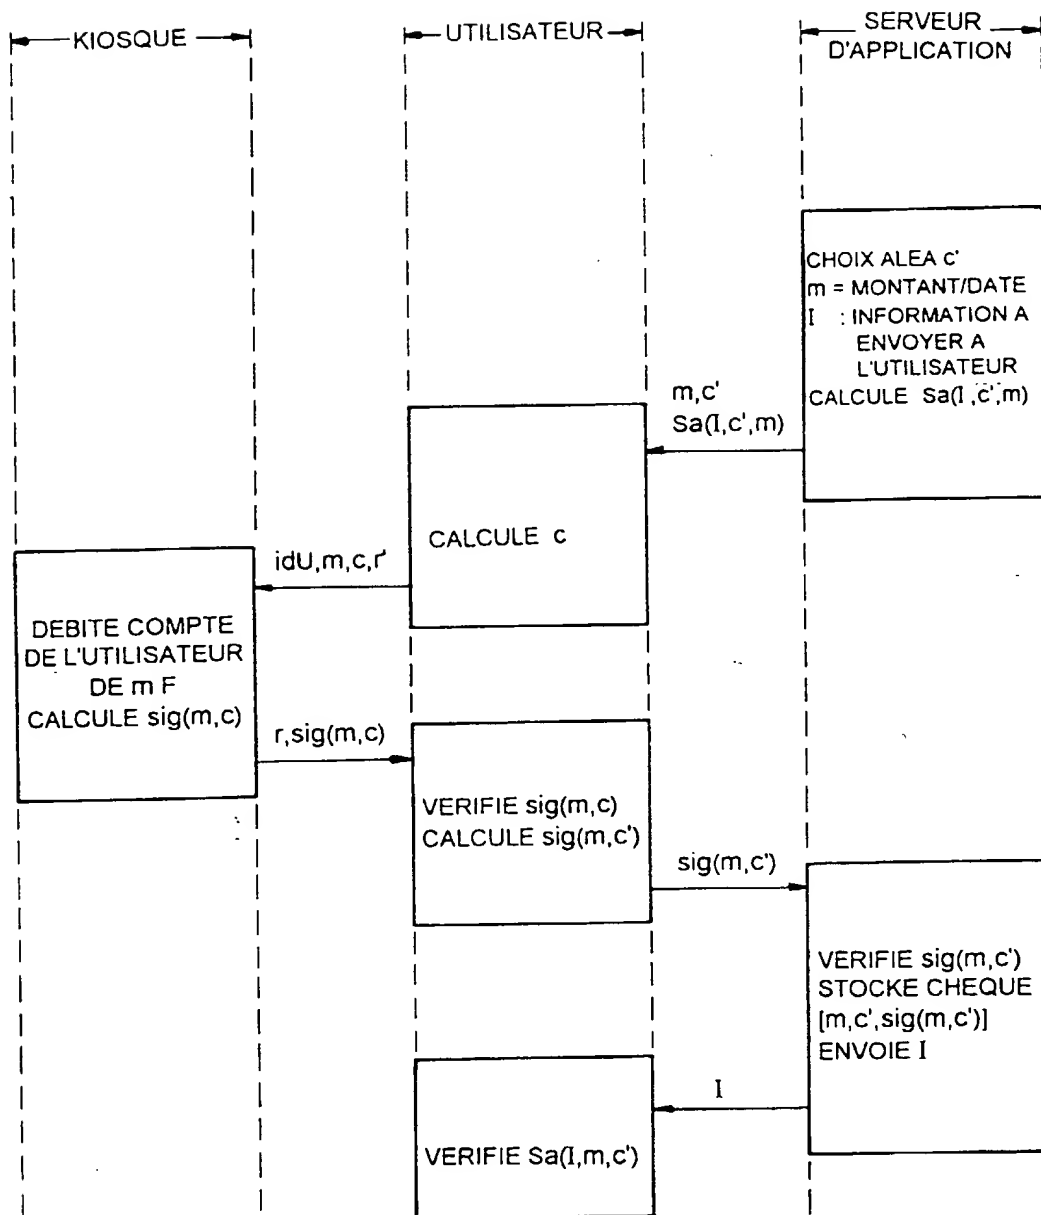 KIOSQUE
UTILISATEUR
SERVEUR
D'APPLICATION
CHOIX ALEA c'
m = MONTANT/DATE
I : INFORMATION A
ENVOYER A
L'UTILISATEUR
CALCULE Sa(I,c',m)
m,c'
Sa(I,c',m)
CALCULE c
idU,m,c,r'
DEBITE COMPTE
DE L'UTILISATEUR
DE m F
CALCULE sig(m,c)
r,sig(m,c)
VERIFIE sig(m,c)
CALCULE sig(m,c')
sig(m,c')
VERIFIE sig(m,c')
STOCKE CHEQUE
[m,c',sig(m,c')]
ENVOIE I
I
VERIFIE Sa(I,m,c')